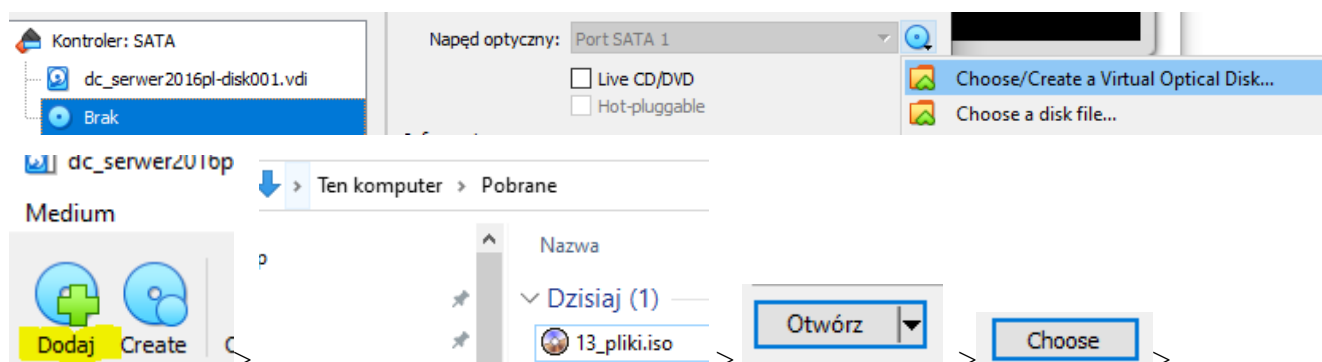 Kontroler: SATA
dc_serwer2016pl-disk001.vdi
Brak
Napęd optyczny: Port SATA 1
Live CD/DVD
Hot-pluggable
Choose/Create a Virtual Optical Disk...
Choose a disk file...
dc_serwer2016p
Medium
Dodaj Create
> Ten komputer > Pobrane
Nazwa
Dzisiaj (1)
13_pliki.iso
Otwórz
Choose